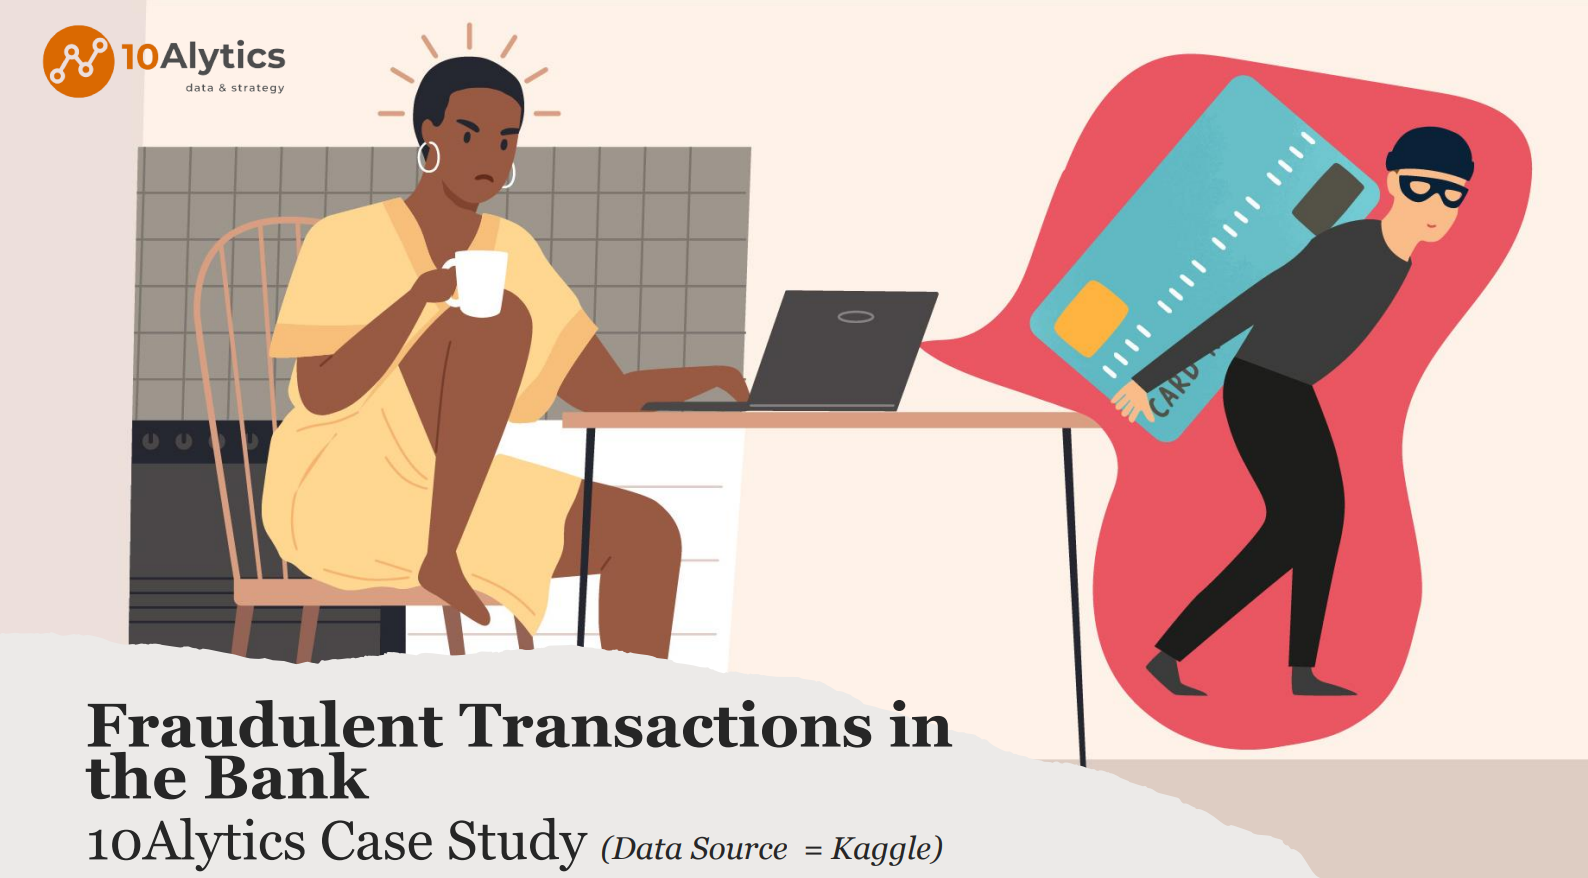 10Alytics
data & strategy
CARD
Fraudulent Transactions in
the Bank
10Alytics Case Study (Data Source = Kaggle)